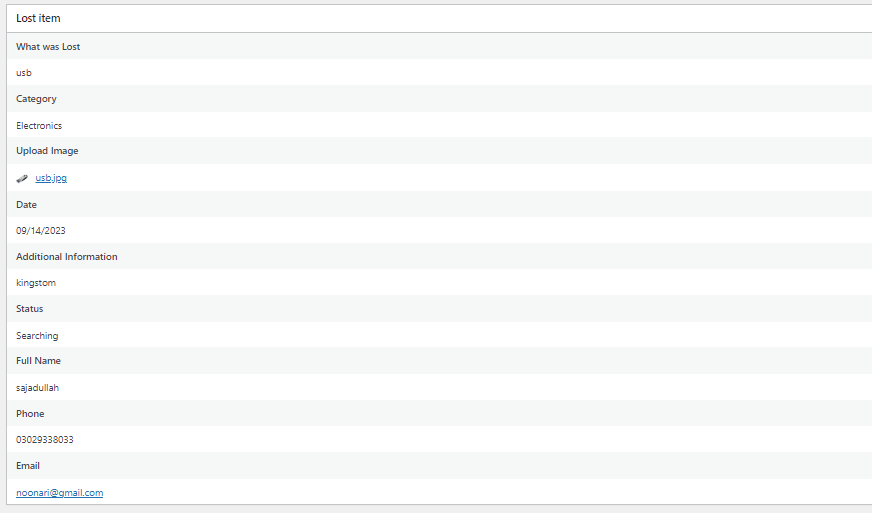 Lost item
What was Lost
usb
Category
Electronics
Upload Image
usb.jpg
Date
09/14/2023
Additional Information
kingstom
Status
Searching
Full Name
sajadullah
Phone
03029338033
Email
noonari@gmail.com